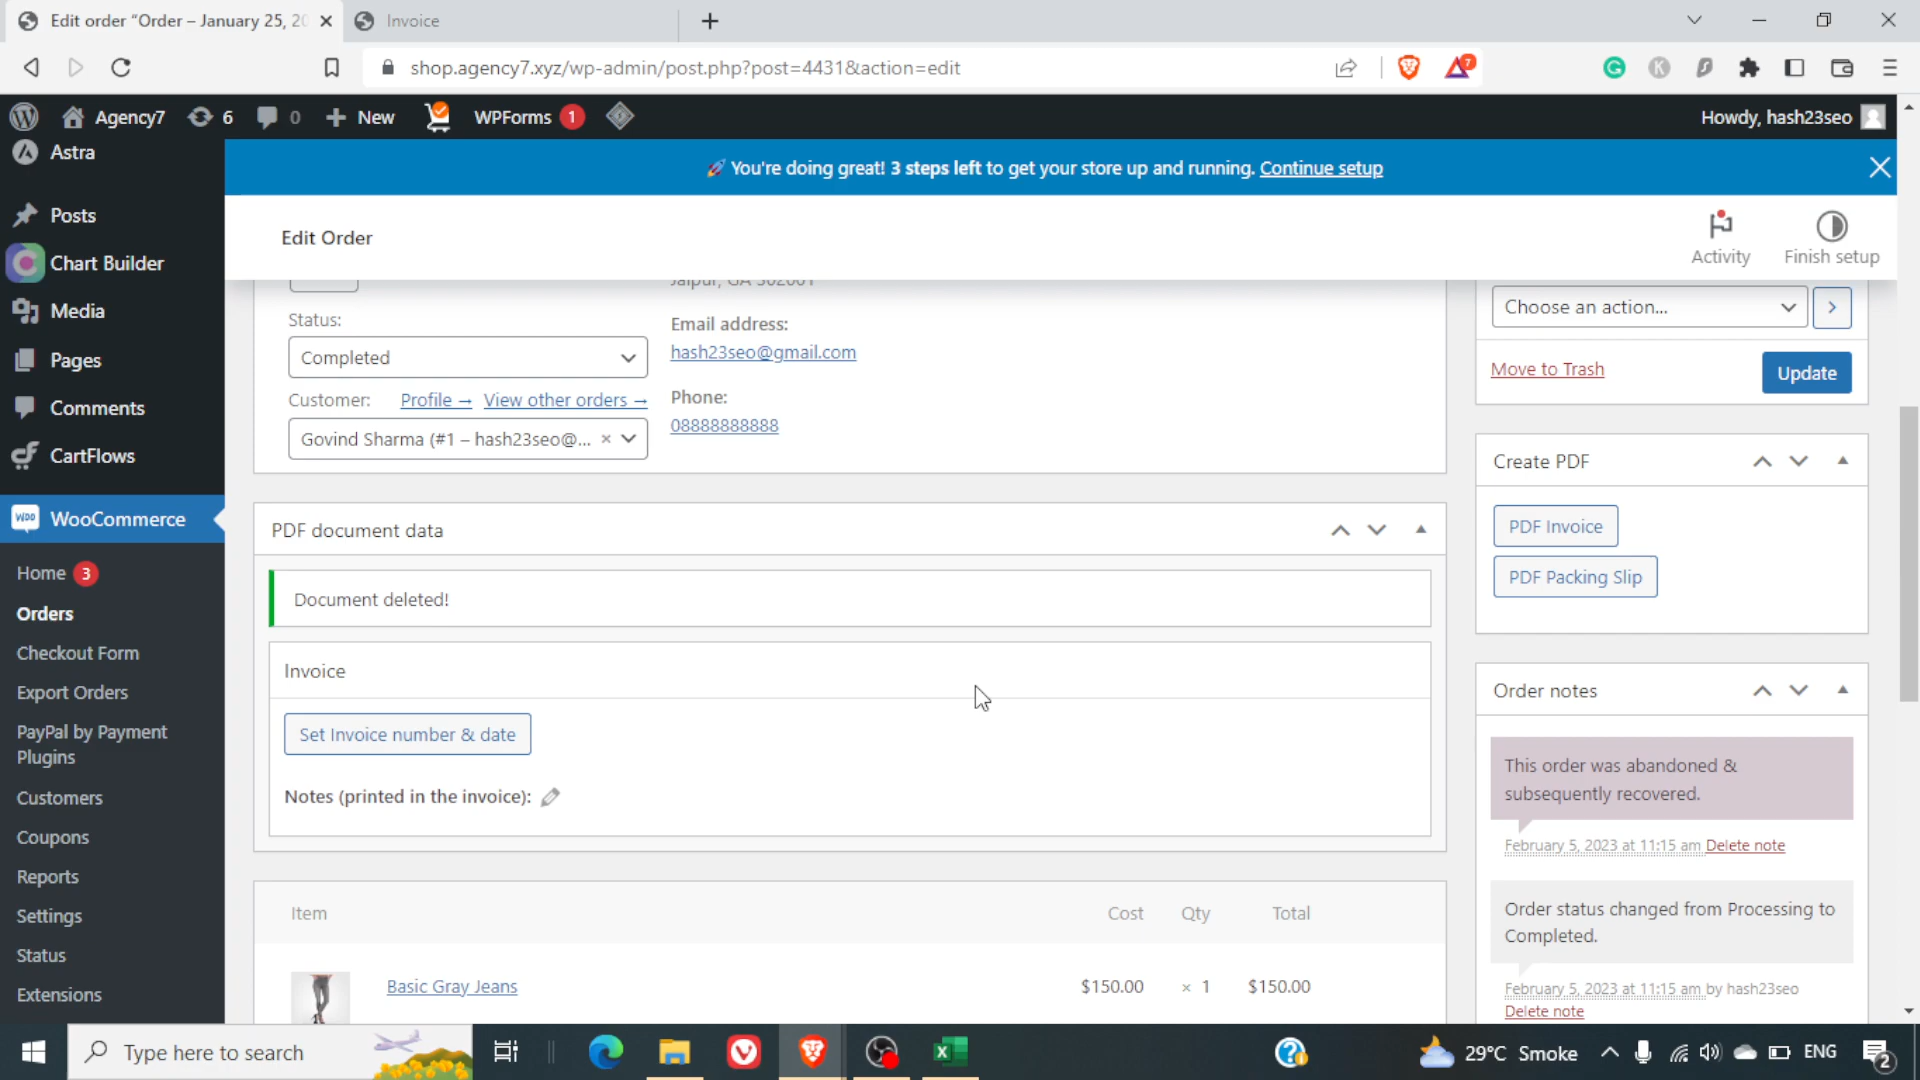 Edit order “Order – January 25, 20
Invoice
shop.agency7.xyz/wp-admin/post.php?post=4431&action=edit
7
Agency7
6
0
New
WPForms 1
Howdy, hash23seo
Astra
Posts
Chart Builder
Media
Pages
Comments
CartFlows
WooCommerce
Home 3
Orders
Checkout Form
Export Orders
PayPal by Payment
Plugins
Customers
Coupons
Reports
Settings
Status
Extensions
You're doing great! 3 steps left to get your store up and running. Continue setup
Edit Order
Activity
Finish setup
Jaipur, GA 302001
Status:
Completed
Customer: Profile → View other orders →
Govind Sharma (#1 – hash23seo@... ×
Email address:
hash23seo@gmail.com
Phone:
08888888888
PDF document data
Document deleted!
Invoice
Set Invoice number & date
Notes (printed in the invoice):
Item Cost Qty Total
Basic Gray Jeans $150.00 × 1 $150.00
Choose an action...
Move to Trash
Update
Create PDF
PDF Invoice
PDF Packing Slip
Order notes
This order was abandoned &
subsequently recovered.
February 5, 2023 at 11:15 am Delete note
Order status changed from Processing to
Completed.
February 5, 2023 at 11:15 am by hash23seo
Delete note
Type here to search
29°C Smoke
ENG
2